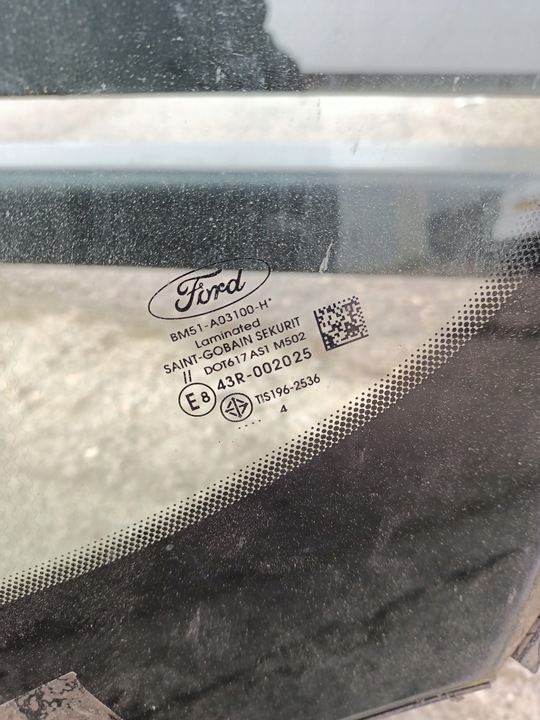 Ford
BM51-A03100-H*
Laminated
SAINT-GOBAIN SEKURIT
// DOT617 AS1 M502
E8 43R-002025
TIS196-2536
4
....